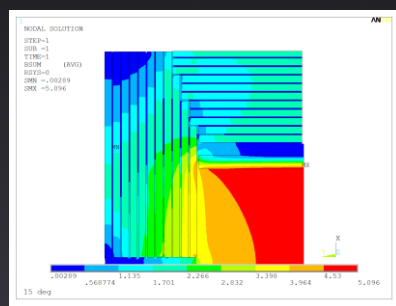 NODAL SOLUTION
AN
STEP=1
SUB =1
TIME=1
BSUM (AVG)
RSYS=0
SMN =.00289
SMX =5.096
MX
X
.00289 1.135 2.266 3.398 4.53
.568774 1.701 2.832 3.964 5.096
15 deg